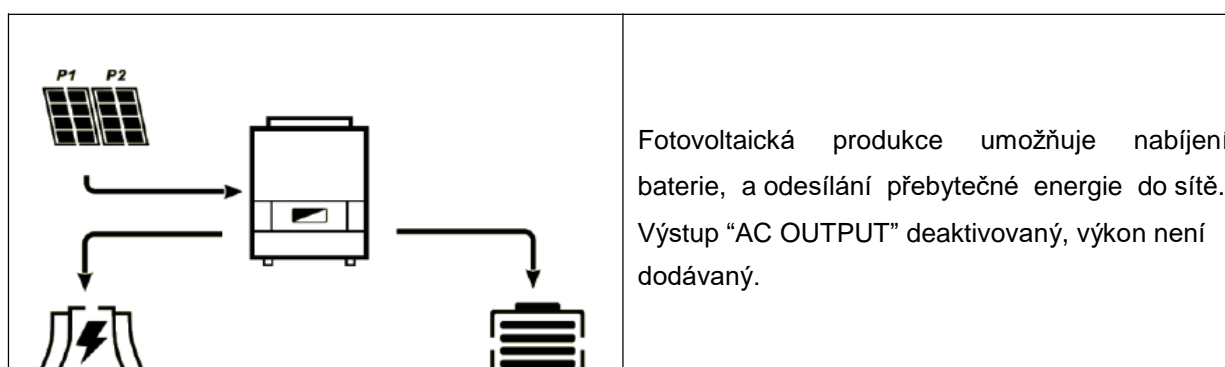 P1 P2
Fotovoltaická produkce umožňuje nabíjení
baterie, a odesílání přebytečné energie do sítě.
Výstup “AC OUTPUT” deaktivovaný, výkon není
dodávaný.